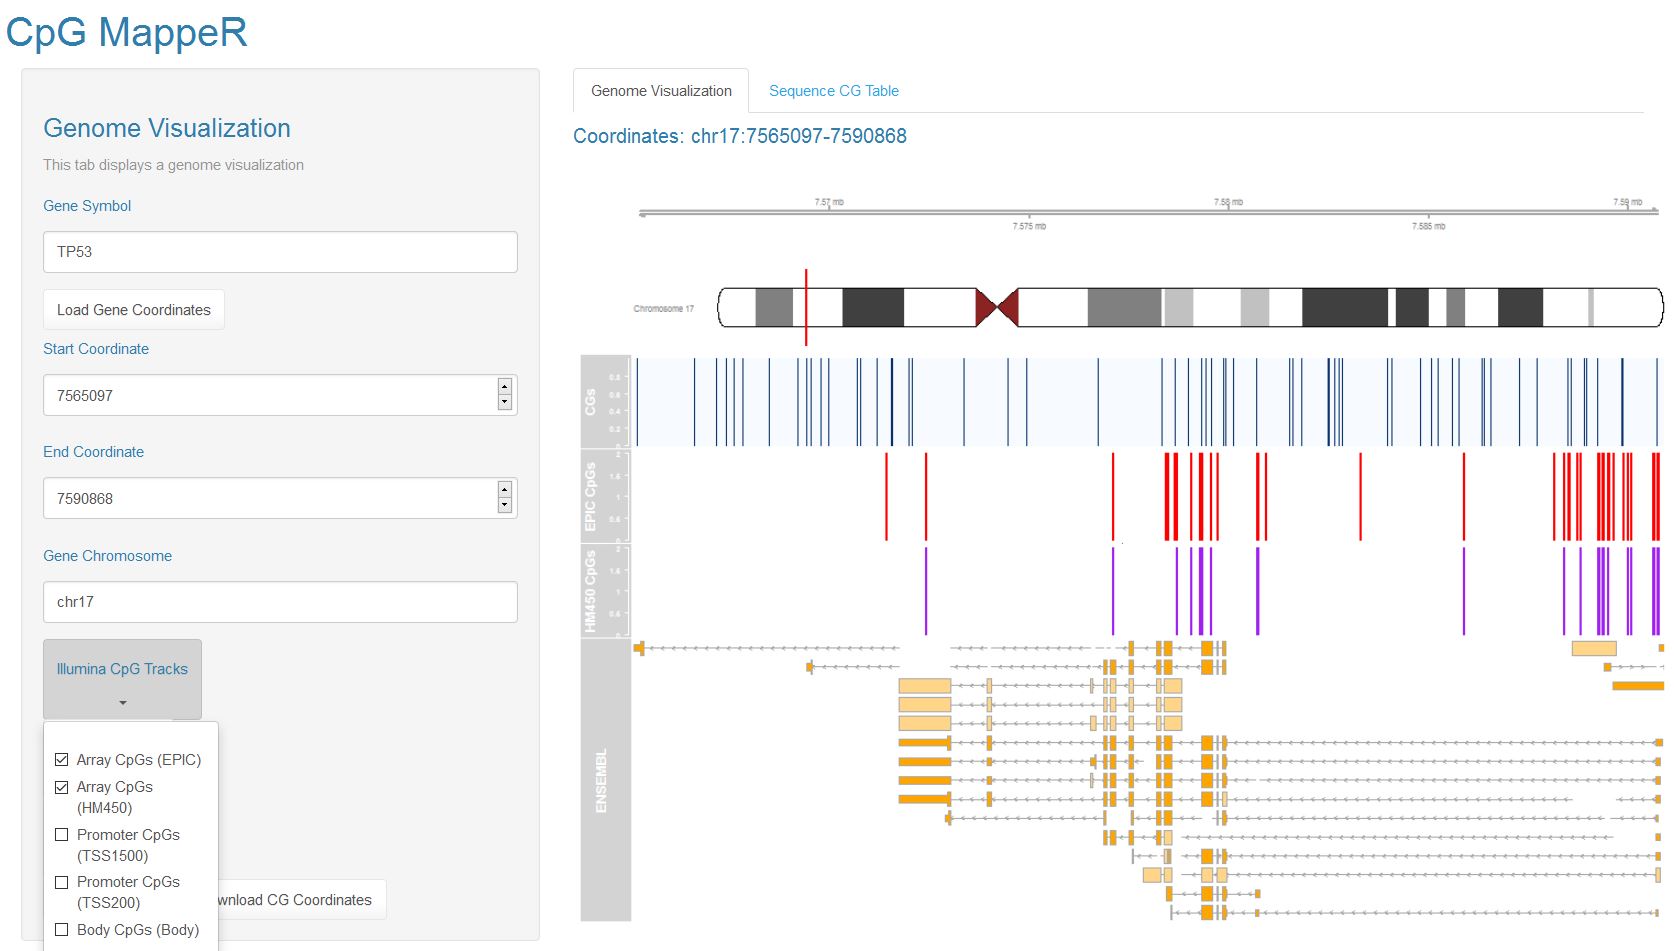 CpG MappeR
Genome Visualization
This tab displays a genome visualization
Gene Symbol
TP53
Load Gene Coordinates
Start Coordinate
7565097
End Coordinate
7590868
Gene Chromosome
chr17
Illumina CpG Tracks
Array CpGs (EPIC)
Array CpGs
(HM450)
Promoter CpGs
(TSS1500)
Promoter CpGs
(TSS200)
Body CpGs (Body)
wnload CG Coordinates
Genome Visualization
Sequence CG Table
Coordinates: chr17:7565097-7590868
7.57 mb
7.58 mb
7.59 mb
7.575 mb
7.585 mb
Chromosome 17
CGs
0.8
0.6
0.4
0.2
0
EPIC CpGs
2
1.5
1
0.5
0
HM450 CpGs
2
1.5
1
0.5
0
ENSEMBL